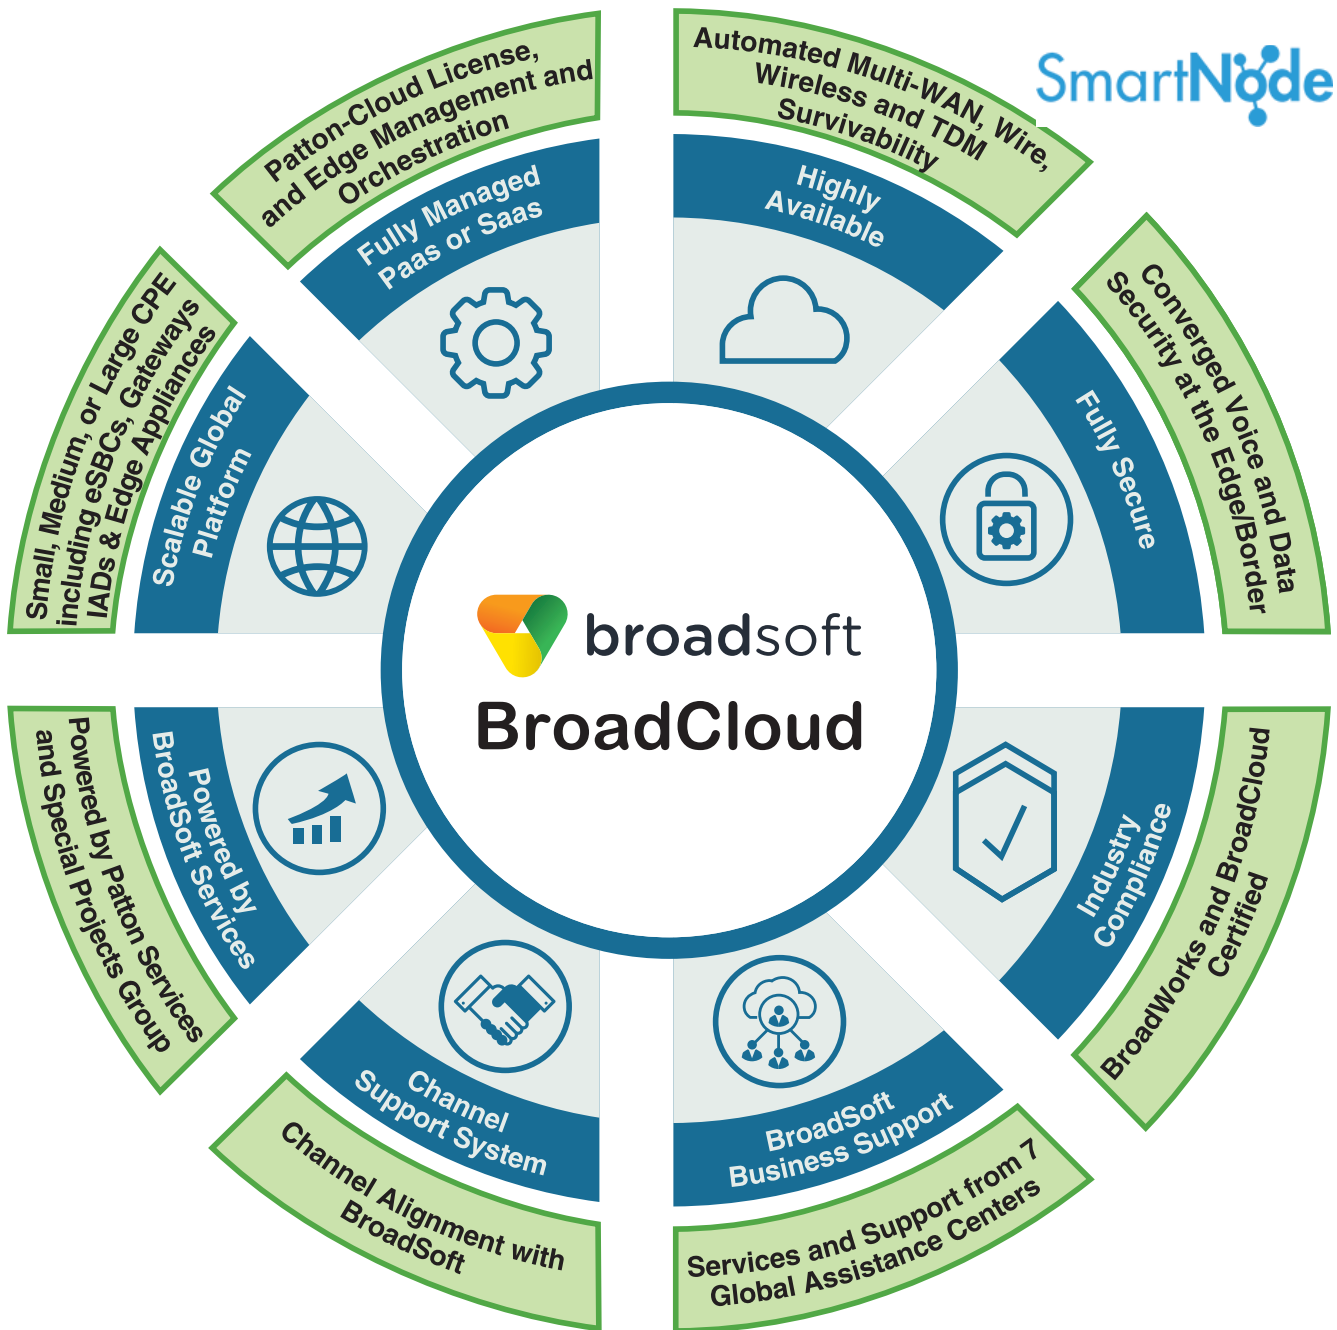 SmartNode
Automated Multi-WAN, Wire,
Wireless and TDM
Survivability
Highly
Available
Converged Voice and Data
Security at the Edge/Border
Fully Secure
BroadWorks and BroadCloud
Certified
Industry
Compliance
Services and Support from 7
Global Assistance Centers
BroadSoft
Business Support
Channel Alignment with
BroadSoft
Channel
Support System
Powered by Patton Services
and Special Projects Group
Powered by
BroadSoft Services
Small, Medium, or Large CPE
including eSBCs, Gateways
IADs & Edge Appliances
Scalable Global
Platform
Patton-Cloud License,
and Edge Management and
Orchestration
Fully Managed
Paas or Saas
broadsoft
BroadCloud